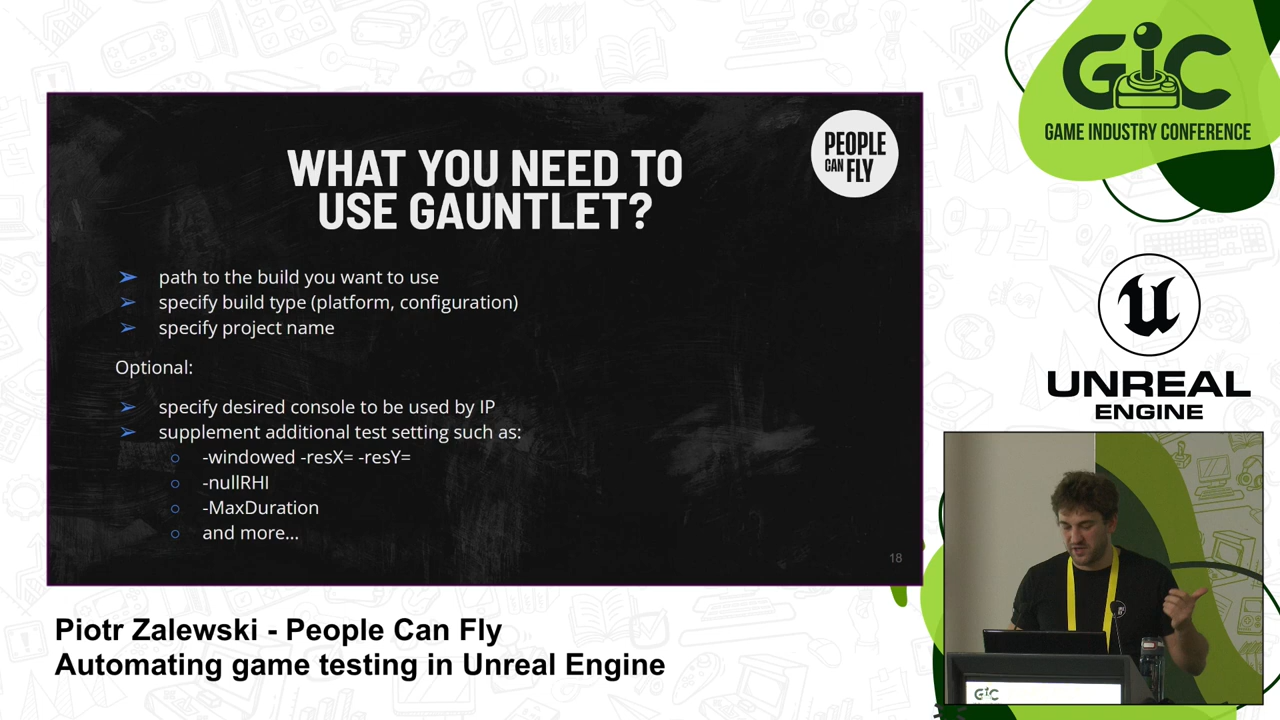 WHAT YOU NEED TO
USE GAUNTLET?
PEOPLE
CAN FLY
path to the build you want to use
specify build type (platform, configuration)
specify project name
Optional:
specify desired console to be used by IP
supplement additional test setting such as:
-windowed -resX= -resY=
-nullRHI
-MaxDuration
and more...
18
GIC
GAME INDUSTRY CONFERENCE
UNREAL
ENGINE
GIC
Piotr Zalewski - People Can Fly
Automating game testing in Unreal Engine